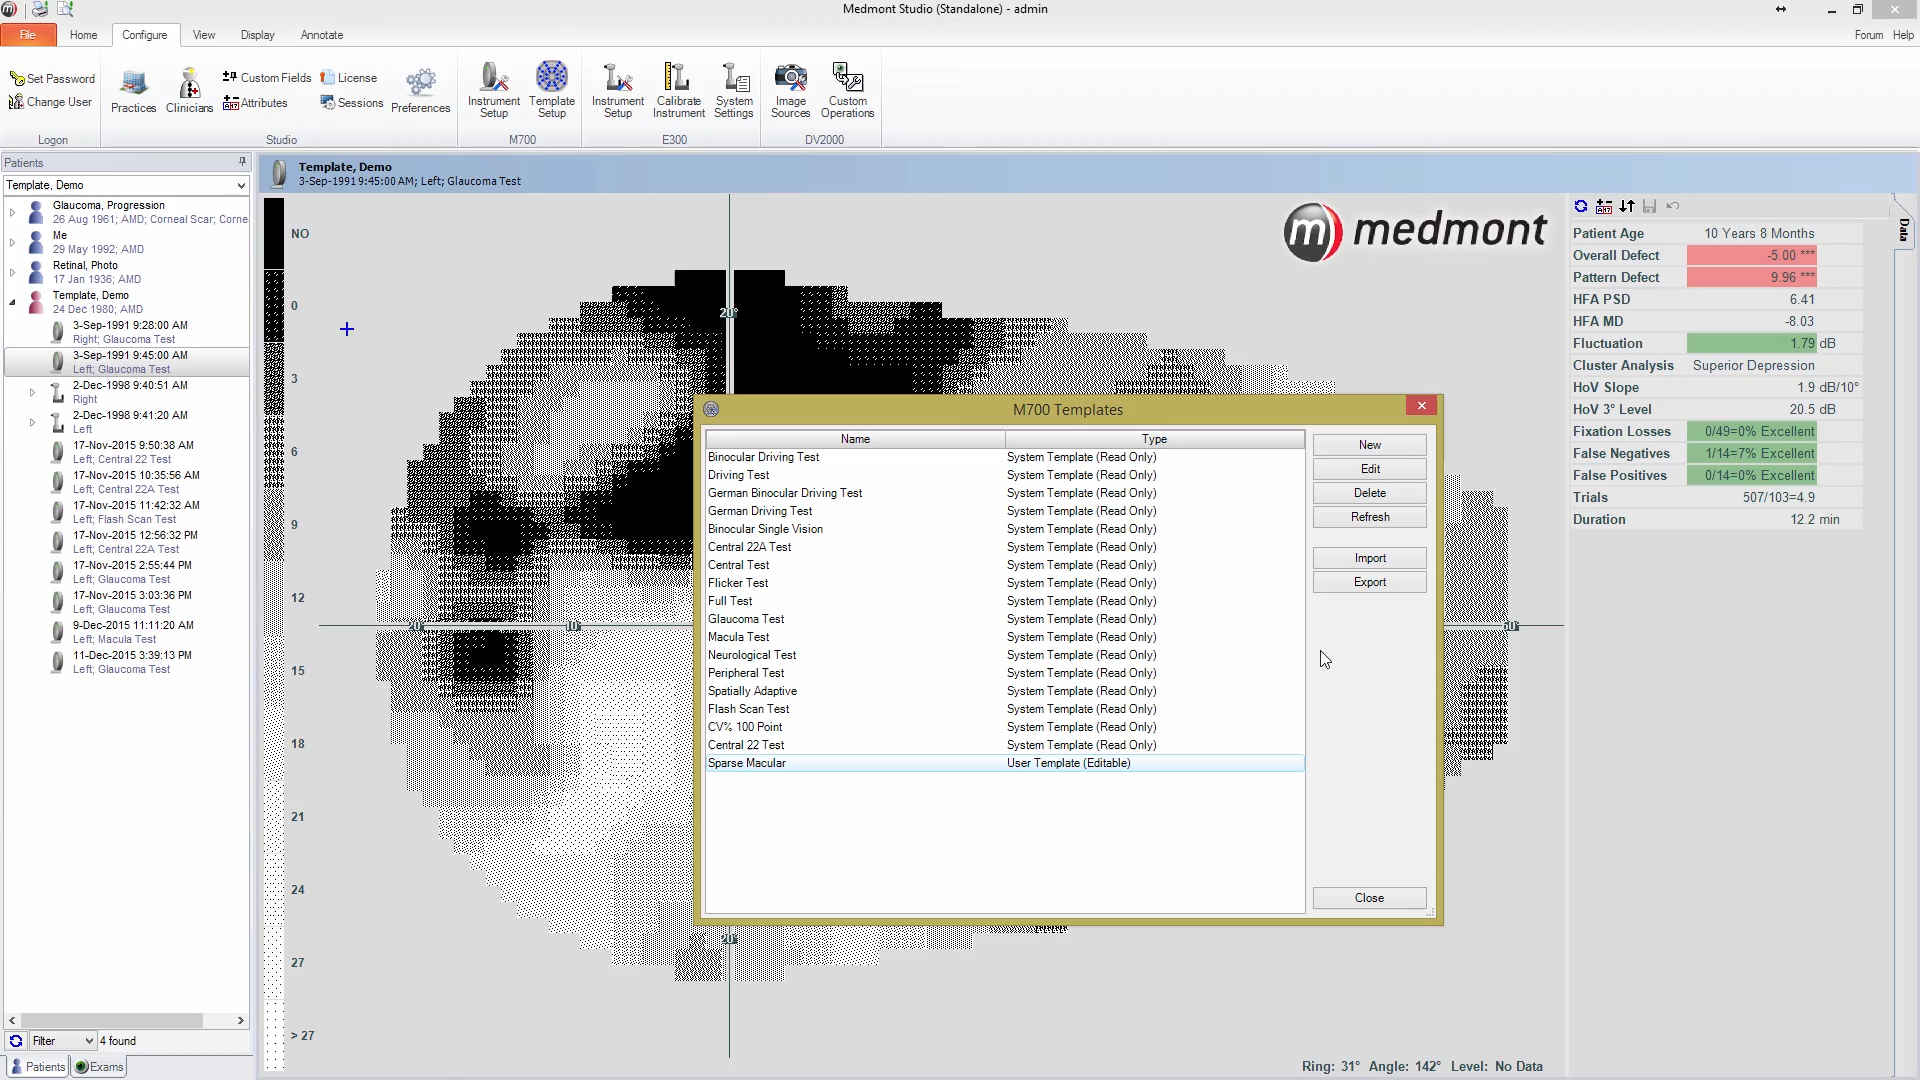 Medmont Studio (Standalone) - admin
File Home Configure View Display Annotate Forum Help
Set Password
Change User
Logon
Practices
Clinicians
Custom Fields
Attributes
License
Sessions
Preferences
Studio
Instrument Setup
Template Setup
M700
Instrument Setup
Calibrate Instrument
System Settings
E300
Image Sources
Custom Operations
DV2000
Patients
Template, Demo
Glaucoma, Progression
26 Aug 1961; AMD; Corneal Scar; Corne
Me
29 May 1992; AMD
Retinal, Photo
17 Jan 1936; AMD
Template, Demo
24 Dec 1980; AMD
3-Sep-1991 9:28:00 AM
Right; Glaucoma Test
3-Sep-1991 9:45:00 AM
Left; Glaucoma Test
2-Dec-1998 9:40:51 AM
Right
2-Dec-1998 9:41:20 AM
Left
17-Nov-2015 9:50:38 AM
Left; Central 22 Test
17-Nov-2015 10:35:56 AM
Left; Central 22A Test
17-Nov-2015 11:42:32 AM
Left; Flash Scan Test
17-Nov-2015 12:56:32 PM
Left; Central 22A Test
17-Nov-2015 2:55:44 PM
Left; Glaucoma Test
17-Nov-2015 3:03:36 PM
Left; Glaucoma Test
9-Dec-2015 11:11:20 AM
Left; Macula Test
11-Dec-2015 3:39:13 PM
Left; Glaucoma Test
Filter 4 found
Patients Exams
Template, Demo
3-Sep-1991 9:45:00 AM; Left; Glaucoma Test
NO
0
3
6
9
12
15
18
21
24
27
> 27
20°
20°
10°
20°
50°
m medmont
M700 Templates
Name Type
Binocular Driving Test System Template (Read Only)
Driving Test System Template (Read Only)
German Binocular Driving Test System Template (Read Only)
German Driving Test System Template (Read Only)
Binocular Single Vision System Template (Read Only)
Central 22A Test System Template (Read Only)
Central Test System Template (Read Only)
Flicker Test System Template (Read Only)
Full Test System Template (Read Only)
Glaucoma Test System Template (Read Only)
Macula Test System Template (Read Only)
Neurological Test System Template (Read Only)
Peripheral Test System Template (Read Only)
Spatially Adaptive System Template (Read Only)
Flash Scan Test System Template (Read Only)
CV% 100 Point System Template (Read Only)
Central 22 Test System Template (Read Only)
Sparse Macular User Template (Editable)
New
Edit
Delete
Refresh
Import
Export
Close
Data
Patient Age 10 Years 8 Months
Overall Defect -5.00 ***
Pattern Defect 9.96 ***
HFA PSD 6.41
HFA MD -8.03
Fluctuation 1.79 dB
Cluster Analysis Superior Depression
HoV Slope 1.9 dB/10°
HoV 3° Level 20.5 dB
Fixation Losses 0/49=0% Excellent
False Negatives 1/14=7% Excellent
False Positives 0/14=0% Excellent
Trials 507/103=4.9
Duration 12.2 min
Ring: 31° Angle: 142° Level: No Data